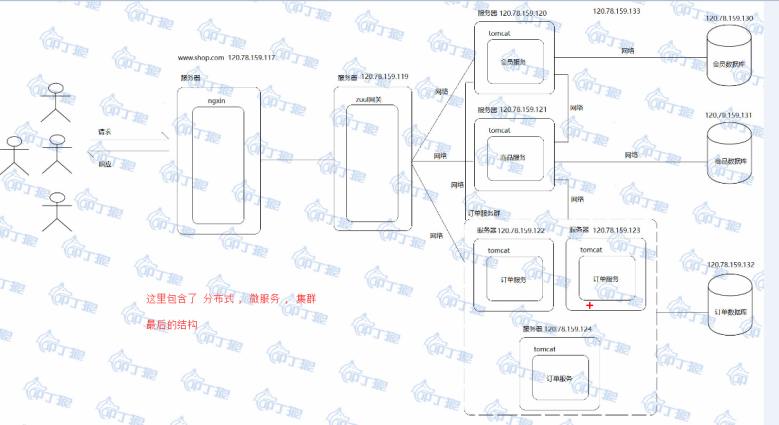 服务器 120.78.159.120
120.78.159.133
120.78.159.130
tomcat
会员服务
网络
会员数据库
www.shop.com 120.78.159.117
服务器
ngxin
服务器 120.78.159.119
zuul网关
网络
服务器 120.78.159.121
网络
120.78.159.131
tomcat
商品服务
网络
商品数据库
请求
响应
网络
网络
网络
网络
订单服务群
服务器 120.78.159.122
服务器 120.78.159.123
tomcat
订单服务
tomcat
订单服务
120.78.159.132
订单数据库
服务器 120.78.159.124
tomcat
订单服务
这里包含了 分布式 ，微服务 ，集群
最后的结构